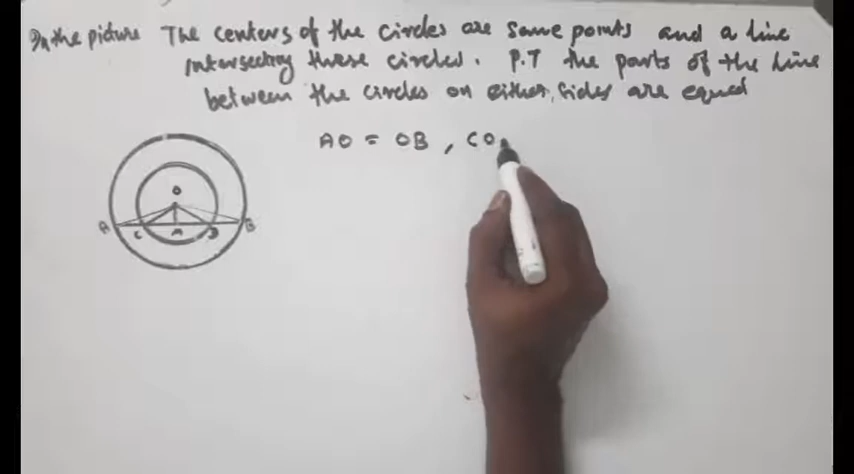 In the picture The centers of the circles are same points and a line
intersecting these circles. P.T the parts of the line
between the circles on either sides are equal
AO = OB , CO
O
A C M D B